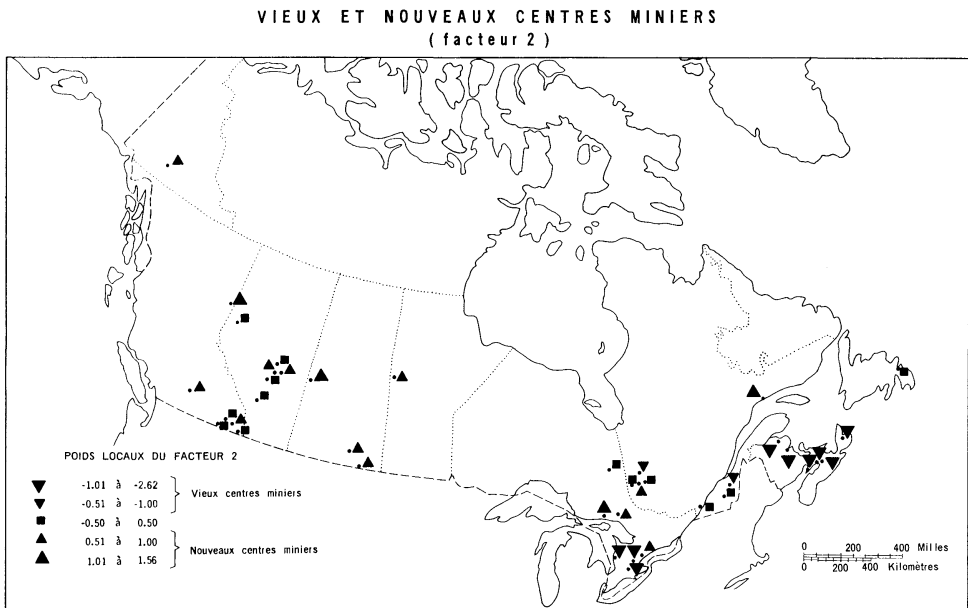 VIEUX ET NOUVEAUX CENTRES MINIERS
(facteur 2)
POIDS LOCAUX DU FACTEUR 2
-1.01 à -2.62
-0.51 à -1.00
Vieux centres miniers
-0.50 à 0.50
0.51 à 1.00
1.01 à 1.56
Nouveaux centres miniers
0 200 400 Milles
0 200 400 Kilomètres